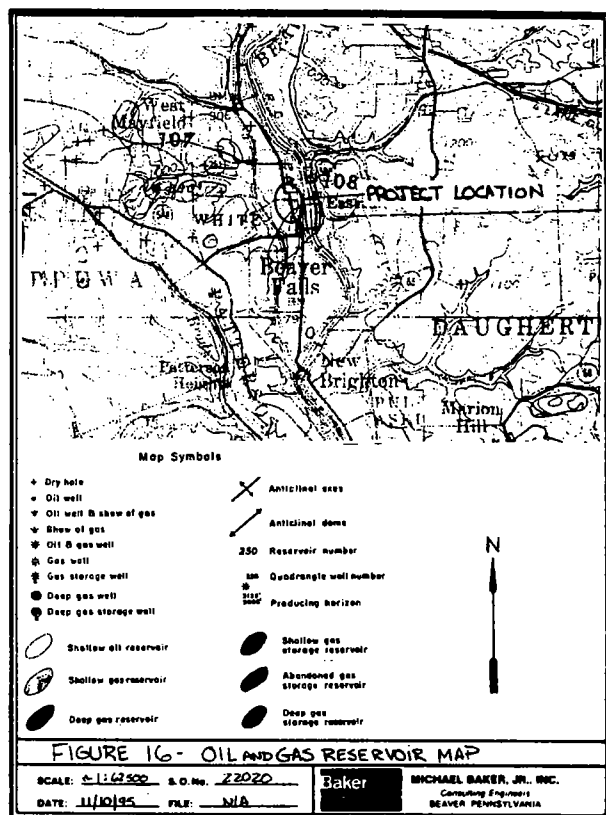 West
Mayfield
107
108
PROJECT LOCATION
East
WHITE
Beaver
Falls
DAUGHERT
Patterson
Heights
New
Brighton
Marion
Hill
Map Symbols
Dry hole
Oil well
Oil well & show of gas
Show of gas
Oil & gas well
Gas well
Gas storage well
Deep gas well
Deep gas storage well
Shallow oil reservoir
Shallow gas reservoir
Deep gas reservoir
Anticlinal axes
Anticlinal dome
250 Reservoir number
Quadrangle well number
Producing horizon
Shallow gas
storage reservoir
Abandoned gas
storage reservoir
Deep gas
storage reservoir
N
FIGURE 16- OIL AND GAS RESERVOIR MAP
SCALE: ~1:62500 S.O. No. 22020
DATE: 11/10/95 FILE: N/A
Baker
MICHAEL BAKER, JR., INC.
Consulting Engineers
BEAVER PENNSYLVANIA